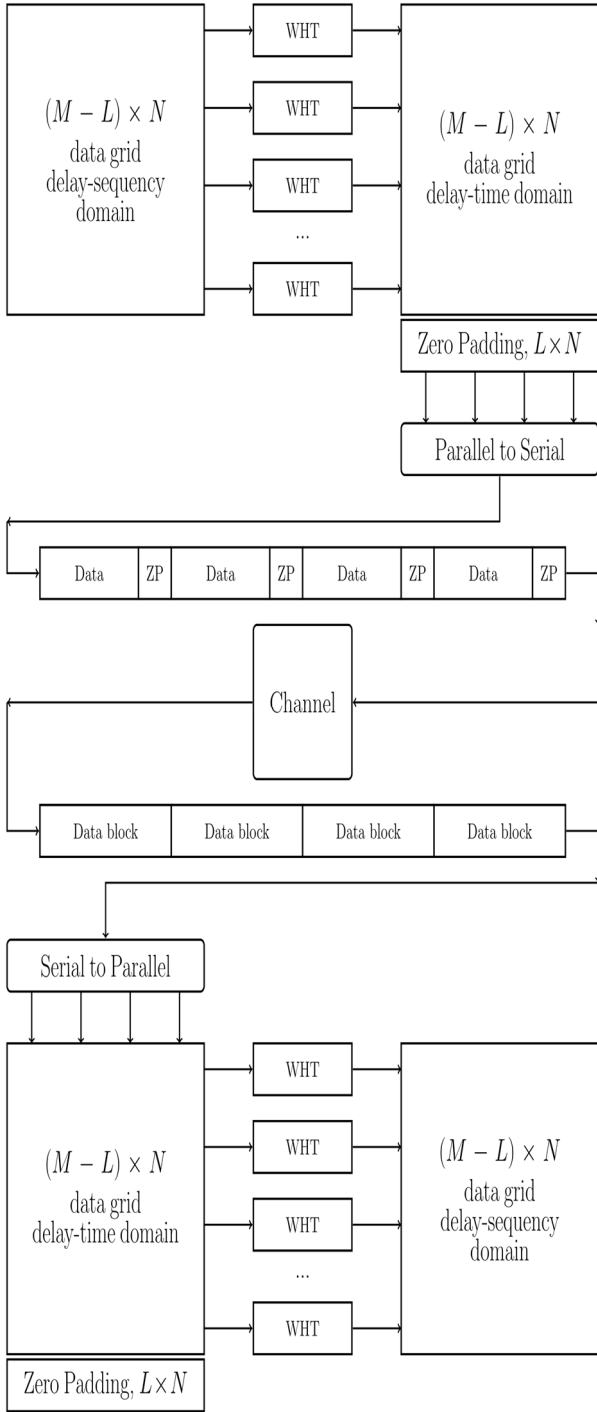 (M − L) × N
data grid
delay-sequency
domain
WHT
WHT
WHT
...
WHT
(M − L) × N
data grid
delay-time domain
Zero Padding, L×N
Parallel to Serial
Data ZP Data ZP Data ZP Data ZP
Channel
Data block Data block Data block Data block
Serial to Parallel
(M − L) × N
data grid
delay-time domain
Zero Padding, L×N
WHT
WHT
WHT
...
WHT
(M − L) × N
data grid
delay-sequency
domain